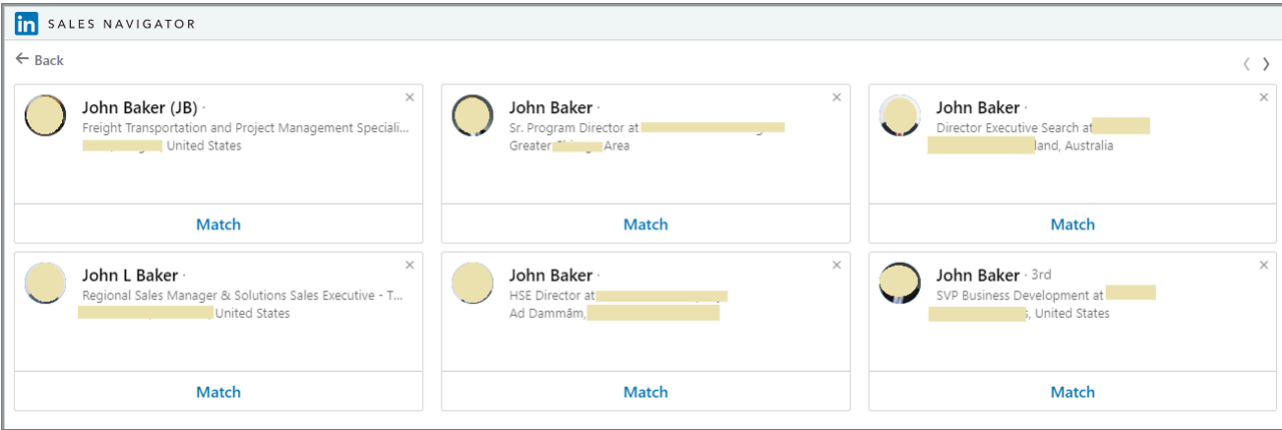 in SALES NAVIGATOR
← Back
John Baker (JB) ·
Freight Transportation and Project Management Speciali...
United States
Match
John Baker ·
Sr. Program Director at
Greater Area
Match
John Baker ·
Director Executive Search at
land, Australia
Match
John L Baker ·
Regional Sales Manager & Solutions Sales Executive - T...
United States
Match
John Baker ·
HSE Director at
Ad Dammām,
Match
John Baker · 3rd
SVP Business Development at
s, United States
Match